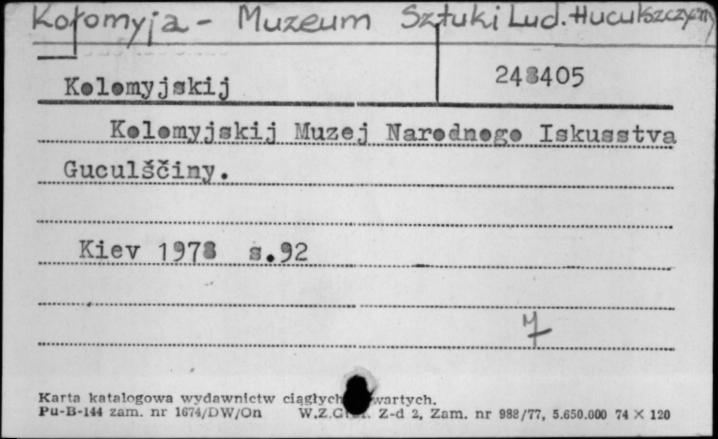 Kołomyja - Muzeum Sztuki Lud. Huculszczyzny
Kolomyjskij 248405
Kolomyjskij Muzej Narodnogo Iskusstva
Guculščiny.
Kiev 1978 s.92
Karta katalogowa wydawnictw ciągłych
Pu-B-144 zam. nr 1674/DW/On W.Z.Graf. Z-d 2, Zam. nr 988/77, 5.650.000 74 × 120